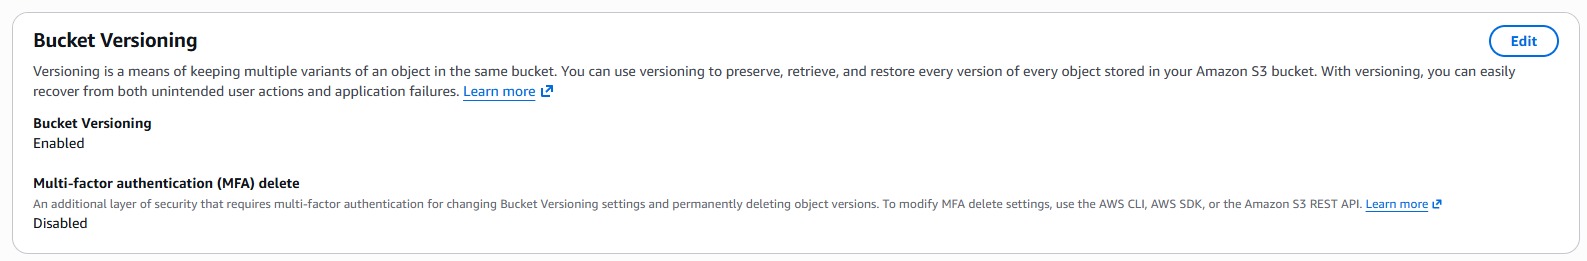 Bucket Versioning
Edit
Versioning is a means of keeping multiple variants of an object in the same bucket. You can use versioning to preserve, retrieve, and restore every version of every object stored in your Amazon S3 bucket. With versioning, you can easily
recover from both unintended user actions and application failures. Learn more
Bucket Versioning
Enabled
Multi-factor authentication (MFA) delete
An additional layer of security that requires multi-factor authentication for changing Bucket Versioning settings and permanently deleting object versions. To modify MFA delete settings, use the AWS CLI, AWS SDK, or the Amazon S3 REST API. Learn more
Disabled